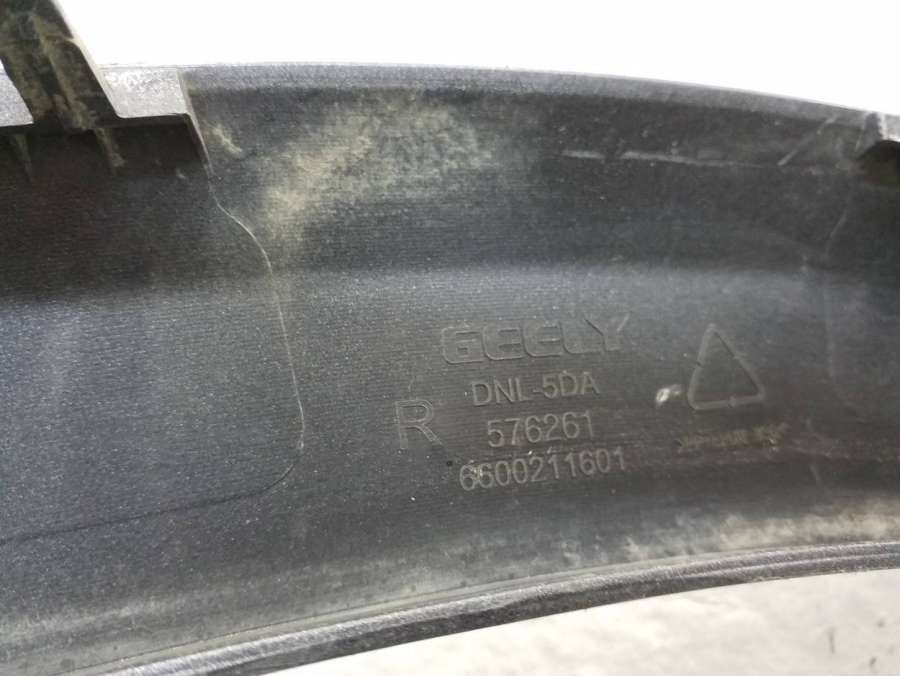 GEELY
DNL-5DA
R
576261
6600211601